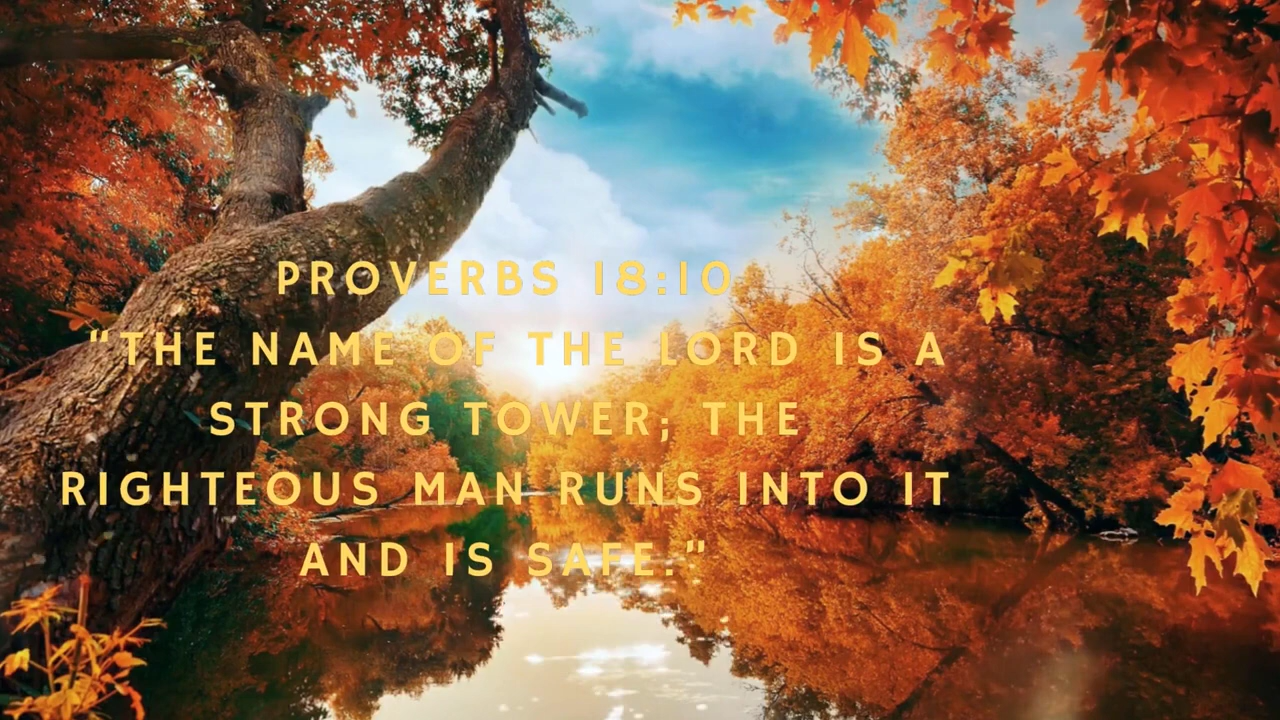 PROVERBS 18:10
"THE NAME OF THE LORD IS A
STRONG TOWER; THE
RIGHTEOUS MAN RUNS INTO IT
AND IS SAFE."